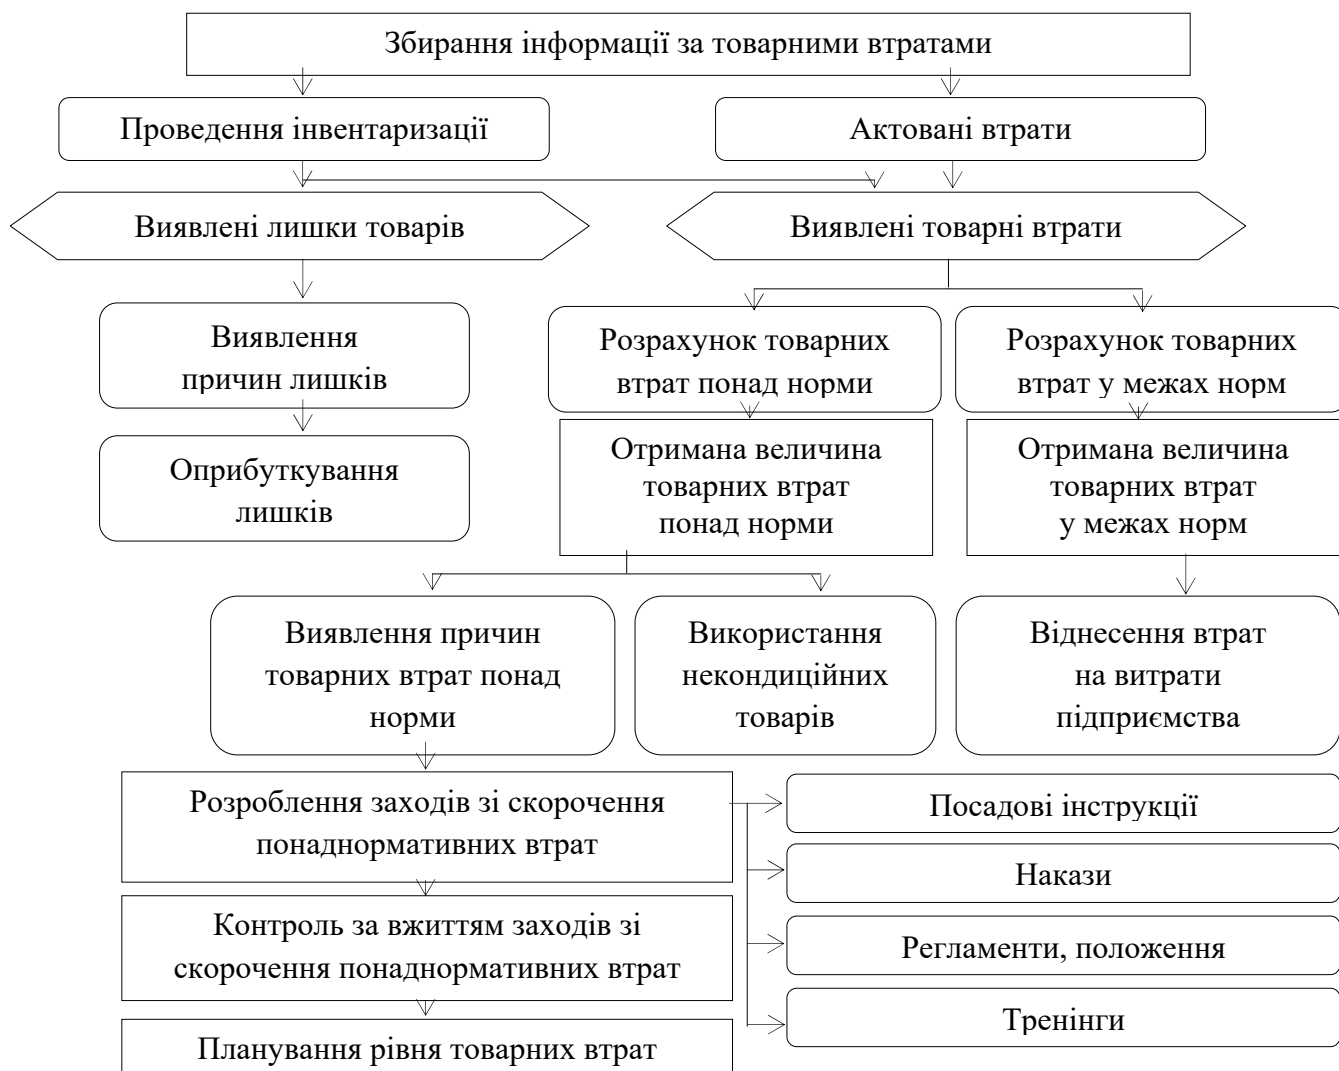 Збирання інформації за товарними втратами
Проведення інвентаризації
Актовані втрати
Виявлені лишки товарів
Виявлені товарні втрати
Виявлення
причин лишків
Розрахунок товарних
втрат понад норми
Розрахунок товарних
втрат у межах норм
Оприбуткування
лишків
Отримана величина
товарних втрат
понад норми
Отримана величина
товарних втрат
у межах норм
Виявлення причин
товарних втрат понад
норми
Використання
некондиційних
товарів
Віднесення втрат
на витрати
підприємства
Розроблення заходів зі скорочення
понаднормативних втрат
Посадові інструкції
Накази
Контроль за вжиттям заходів зі
скорочення понаднормативних втрат
Регламенти, положення
Тренінги
Планування рівня товарних втрат